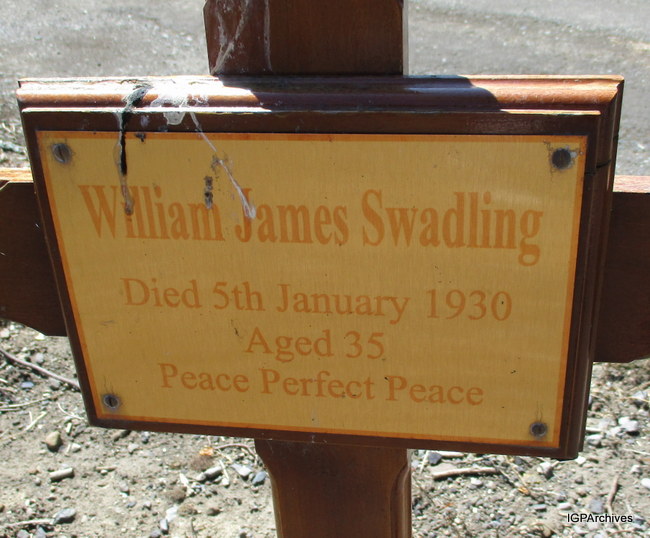 William James Swadling
Died 5th January 1930
Aged 35
Peace Perfect Peace
IGPArchives